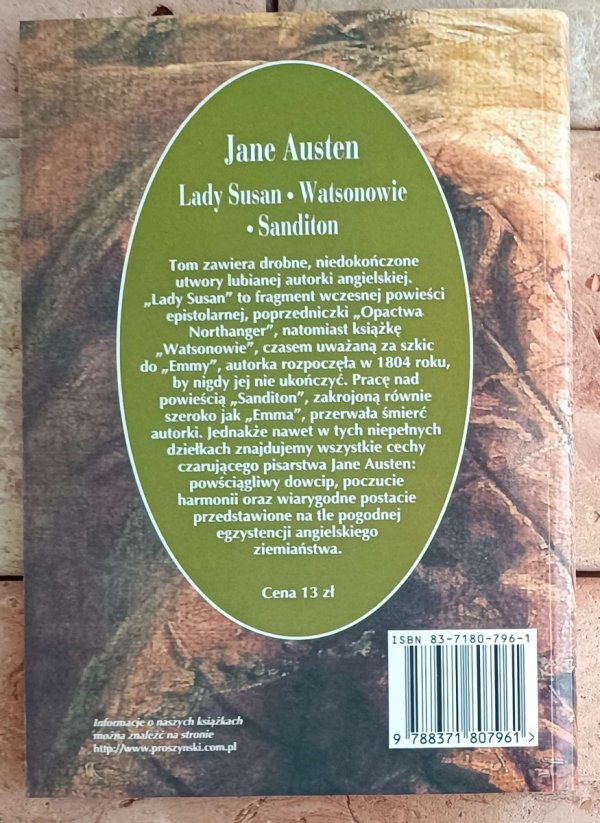 Jane Austen
Lady Susan • Watsonowie
• Sanditon
Tom zawiera drobne, niedokończone
utwory lubianej autorki angielskiej.
„Lady Susan” to fragment wczesnej powieści
epistolarnej, poprzedniczki „Opactwa
Northanger”, natomiast książkę
„Watsonowie”, czasem uważaną za szkic
do „Emmy”, autorka rozpoczęła w 1804 roku,
by nigdy jej nie ukończyć. Pracę nad
powieścią „Sanditon”, zakrojoną równie
szeroko jak „Emma”, przerwała śmierć
autorki. Jednakże nawet w tych niepełnych
dziełkach znajdujemy wszystkie cechy
czarującego pisarstwa Jane Austen:
powściągliwy dowcip, poczucie
harmonii oraz wiarygodne postacie
przedstawione na tle pogodnej
egzystencji angielskiego
ziemiaństwa.
Cena 13 zł
ISBN 83-7180-796-1
9 788371 807961 >
Informacje o naszych książkach
można znaleźć na stronie
http://www.proszynski.com.pl